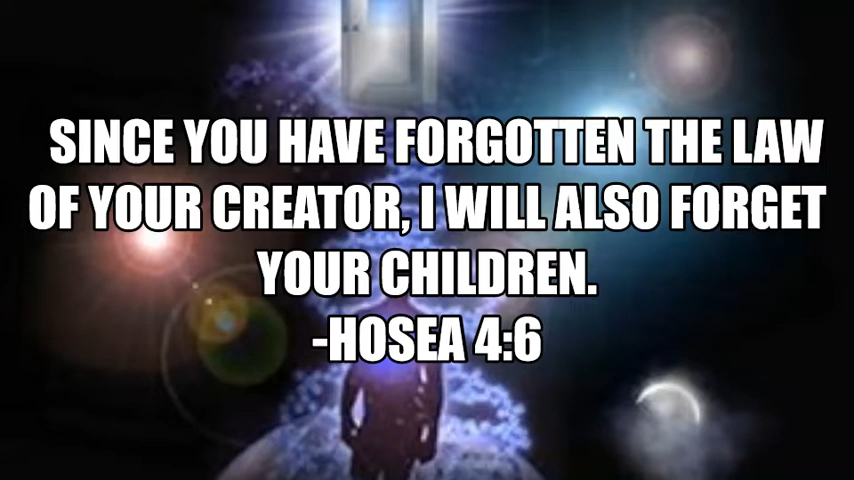 SINCE YOU HAVE FORGOTTEN THE LAW
OF YOUR CREATOR, I WILL ALSO FORGET
YOUR CHILDREN.
-HOSEA 4:6